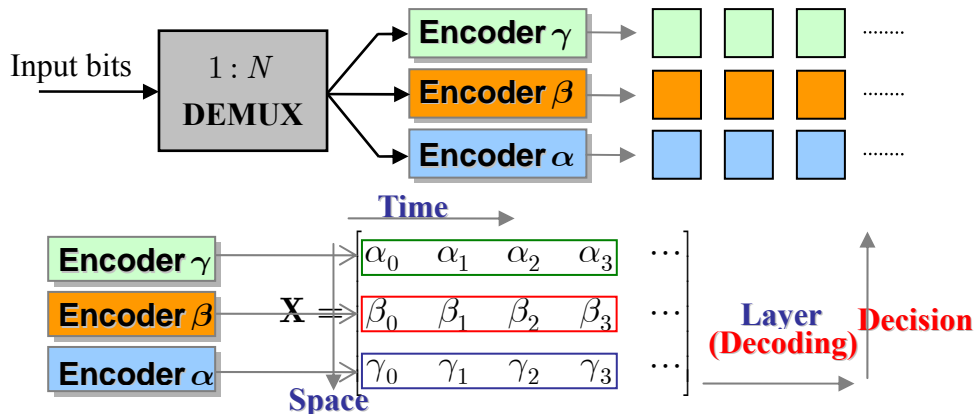 Input bits
1 : N
DEMUX
Encoder γ
Encoder β
Encoder α
........
........
........
Time
Encoder γ
Encoder β
Encoder α
X =
α₀ α₁ α₂ α₃ ⋯
β₀ β₁ β₂ β₃ ⋯
γ₀ γ₁ γ₂ γ₃ ⋯
Space
Layer
(Decoding)
Decision